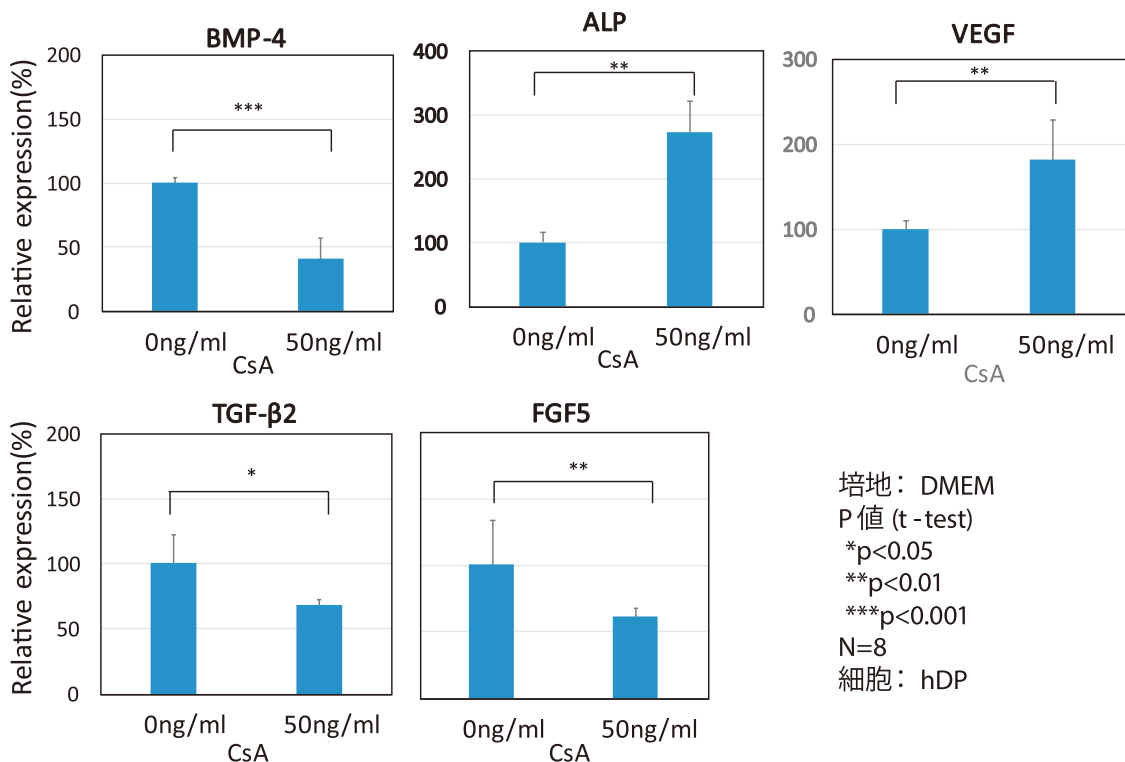 BMP-4
Relative expression(%)
200
150
100
50
0
***
0ng/ml 50ng/ml
CsA
ALP
400
300
200
100
0
**
0ng/ml 50ng/ml
CsA
VEGF
300
200
100
0
**
0ng/ml 50ng/ml
CsA
TGF-β2
Relative expression(%)
200
150
100
50
0
*
0ng/ml 50ng/ml
CsA
FGF5
**
0ng/ml 50ng/ml
CsA
培地： DMEM
P 値 (t -test)
*p<0.05
**p<0.01
***p<0.001
N=8
細胞： hDP